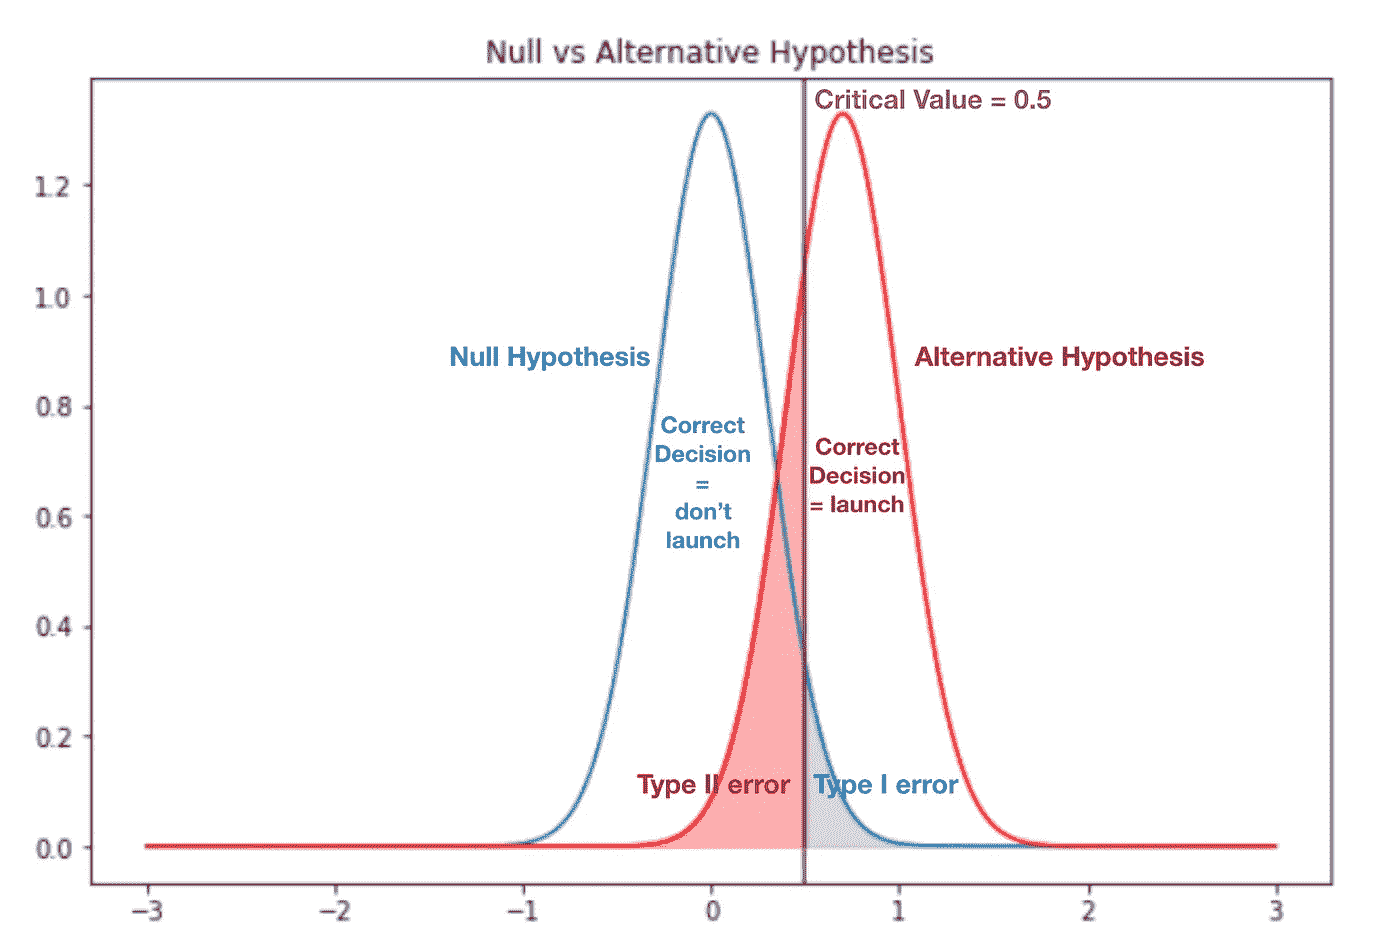 Null vs Alternative Hypothesis
Critical Value = 0.5
1.2
1.0
0.8
0.6
0.4
0.2
0.0
Null Hypothesis
Alternative Hypothesis
Correct
Decision
=
don't
launch
Correct
Decision
= launch
Type II error
Type I error
−3
−2
−1
0
1
2
3